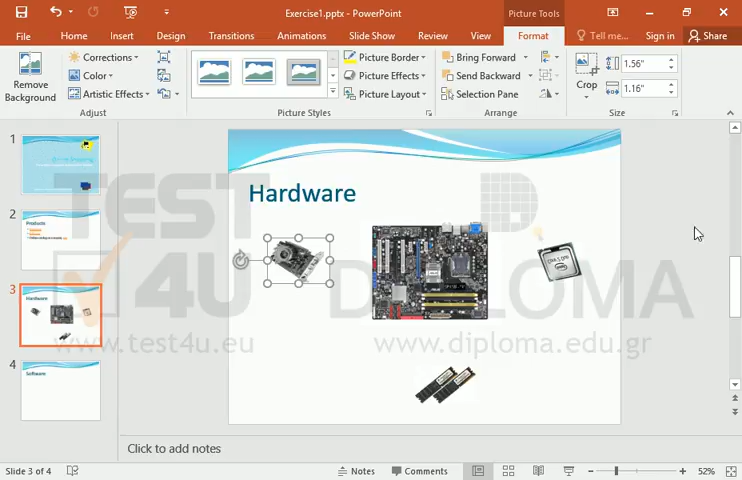 Exercise1.pptx - PowerPoint
Picture Tools
File Home Insert Design Transitions Animations Slide Show Review View Format Tell me... Sign in Share
Remove Background
Corrections
Color
Artistic Effects
Adjust
Picture Styles
Picture Border
Picture Effects
Picture Layout
Bring Forward
Send Backward
Selection Pane
Arrange
Crop
1.56"
1.16"
Size
1
2
Products
3
Hardware
4
Software
Hardware
TEST 4U
DIPLOMA
www.test4u.eu
www.diploma.edu.gr
Click to add notes
Slide 3 of 4
Notes
Comments
52%